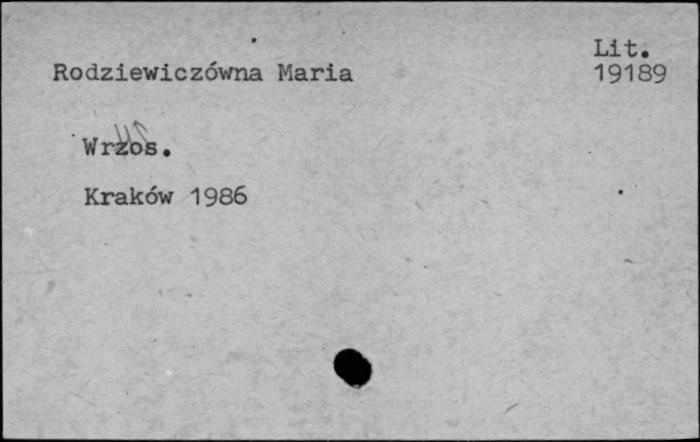 Lit.
Rodziewiczówna Maria 19189
Wrzos.
Kraków 1986